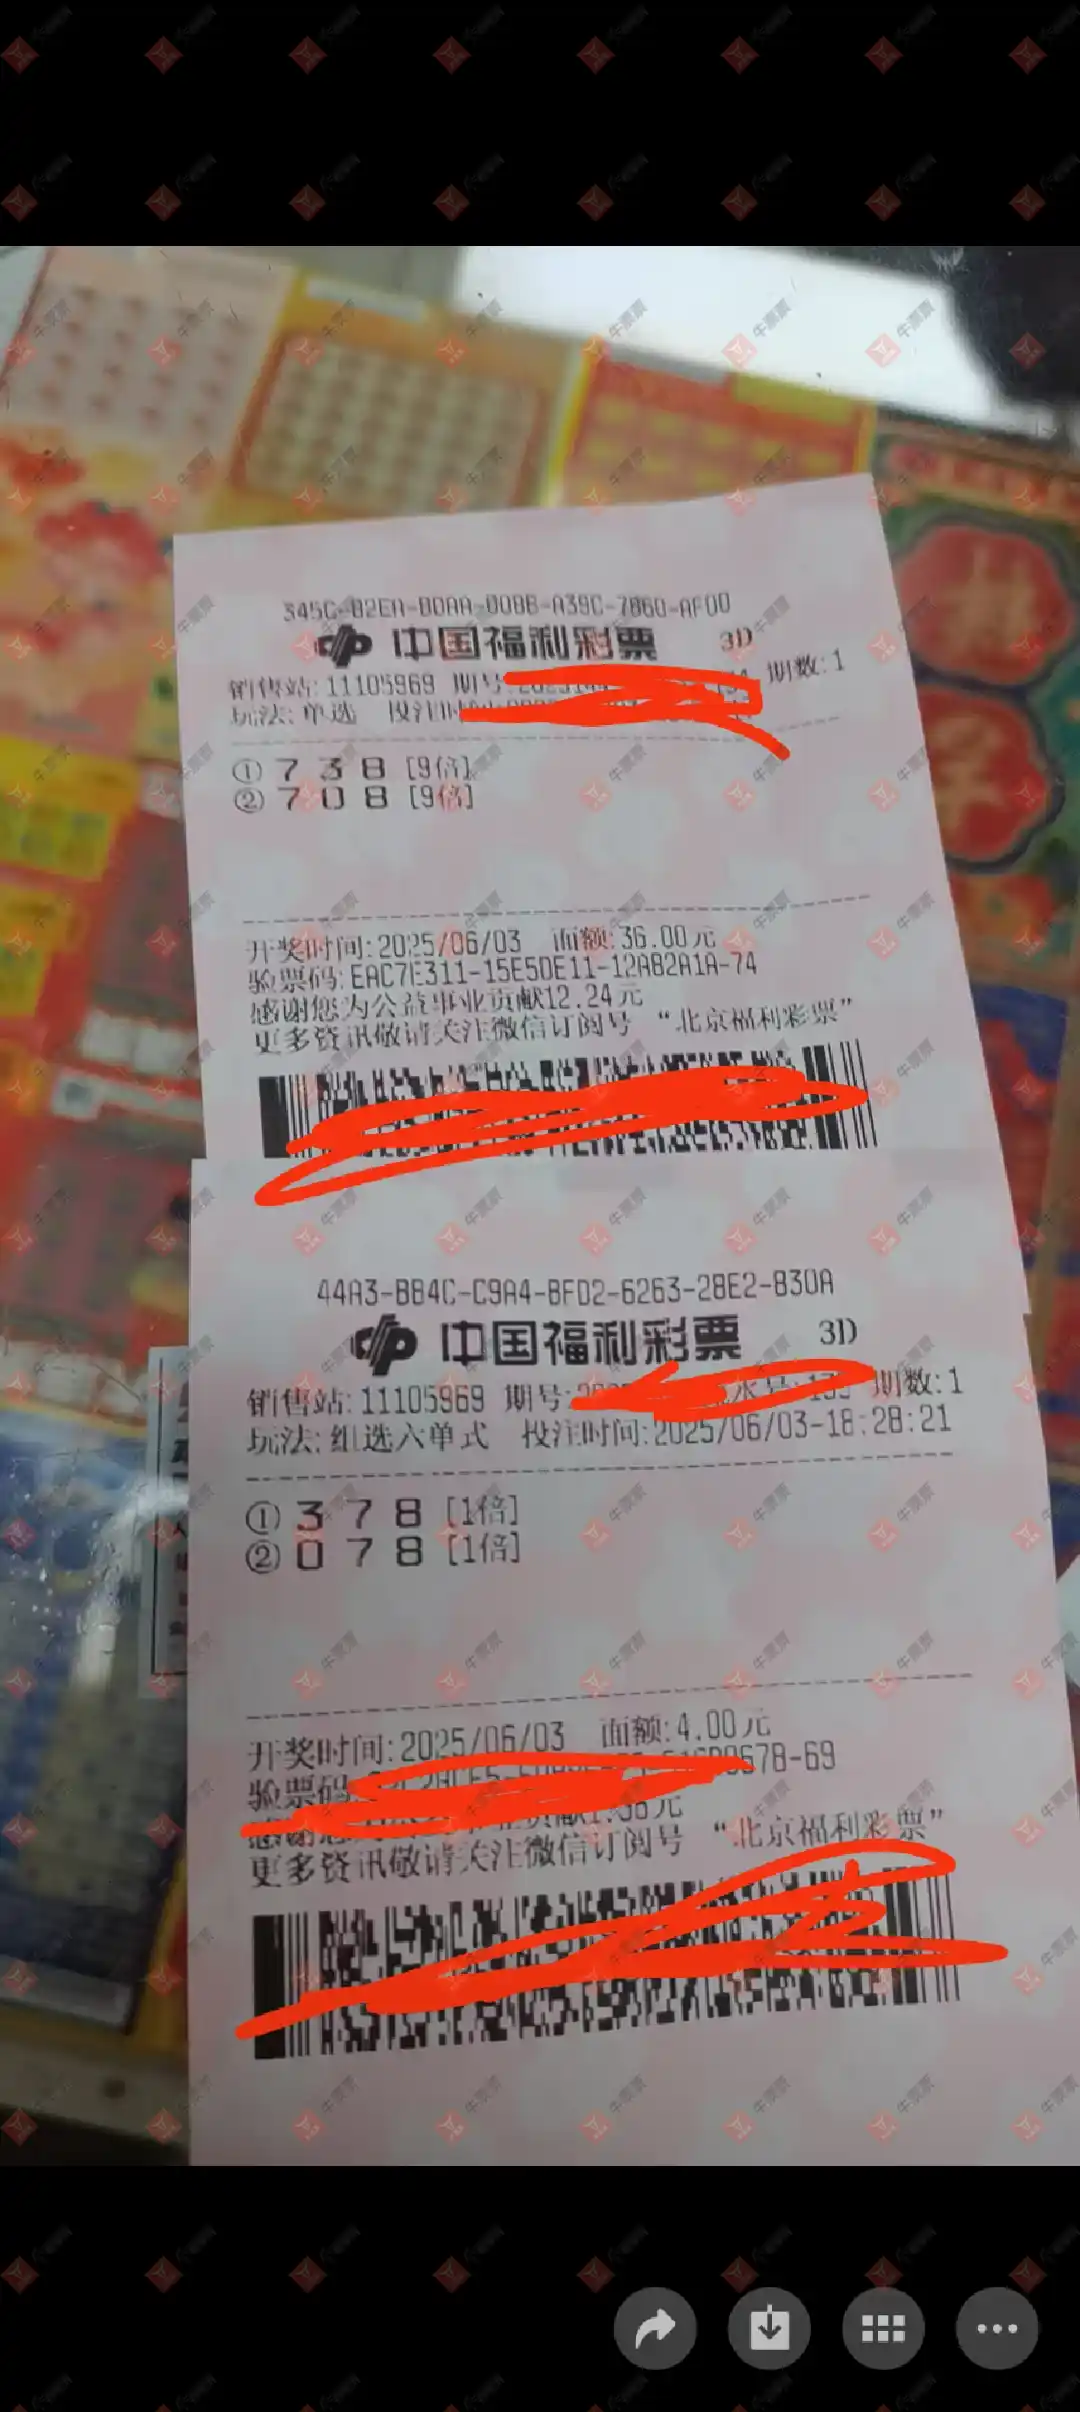 345C-B2EA-D0AA-008B-A39C-7860-AF00
中国福利彩票 3D
销售站:11105969 期号: 期数:1
玩法:单选 投注时
① 7 3 8 [9倍]
② 7 0 8 [9倍]
开奖时间:2025/06/03 面额:36.00元
验票码:EAC7E311-15E5DE11-12AB2A1A-74
感谢您为公益事业贡献12.24元
更多资讯敬请关注微信订阅号 “北京福利彩票”
44A3-BB4C-C9A4-8FD2-6263-28E2-830A
中国福利彩票 3D
销售站:11105969 期号: 期数:1
玩法:组选六单式 投注时间:2025/06/03-18:28:21
① 3 7 8 [1倍]
② 0 7 8 [1倍]
开奖时间:2025/06/03 面额:4.00元
验票码 678-69
更多资讯敬请关注微信订阅号 “北京福利彩票”
牛票票